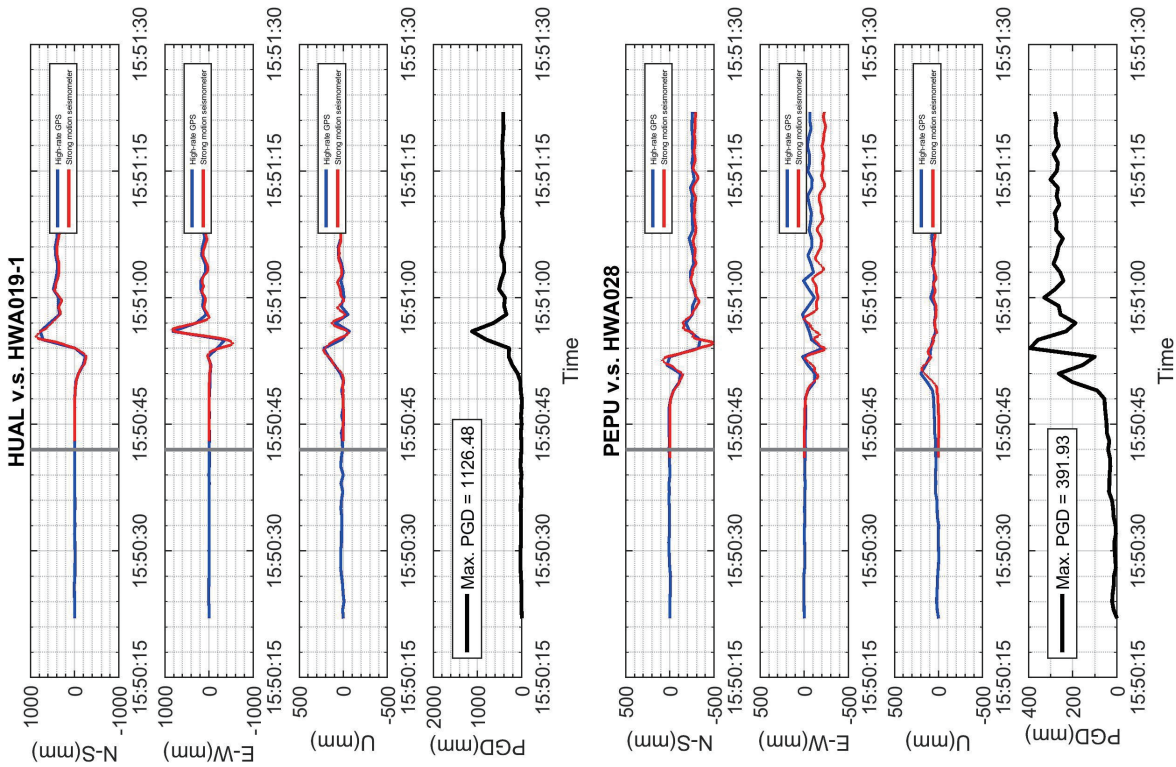 HUAL v.s. HWA019-1
N-S(mm)
1000
0
-1000
High-rate GPS
Strong motion seismometer
15:50:15 15:50:30 15:50:45 15:51:00 15:51:15 15:51:30
E-W(mm)
1000
0
-1000
High-rate GPS
Strong motion seismometer
15:50:15 15:50:30 15:50:45 15:51:00 15:51:15 15:51:30
U(mm)
500
0
-500
High-rate GPS
Strong motion seismometer
15:50:15 15:50:30 15:50:45 15:51:00 15:51:15 15:51:30
PGD(mm)
2000
1000
0
Max. PGD = 1126.48
15:50:15 15:50:30 15:50:45 15:51:00 15:51:15 15:51:30
Time
PEPU v.s. HWA028
N-S(mm)
500
0
-500
High-rate GPS
Strong motion seismometer
15:50:15 15:50:30 15:50:45 15:51:00 15:51:15 15:51:30
E-W(mm)
500
0
-500
High-rate GPS
Strong motion seismometer
15:50:15 15:50:30 15:50:45 15:51:00 15:51:15 15:51:30
U(mm)
500
0
-500
High-rate GPS
Strong motion seismometer
15:50:15 15:50:30 15:50:45 15:51:00 15:51:15 15:51:30
PGD(mm)
400
200
0
Max. PGD = 391.93
15:50:15 15:50:30 15:50:45 15:51:00 15:51:15 15:51:30
Time